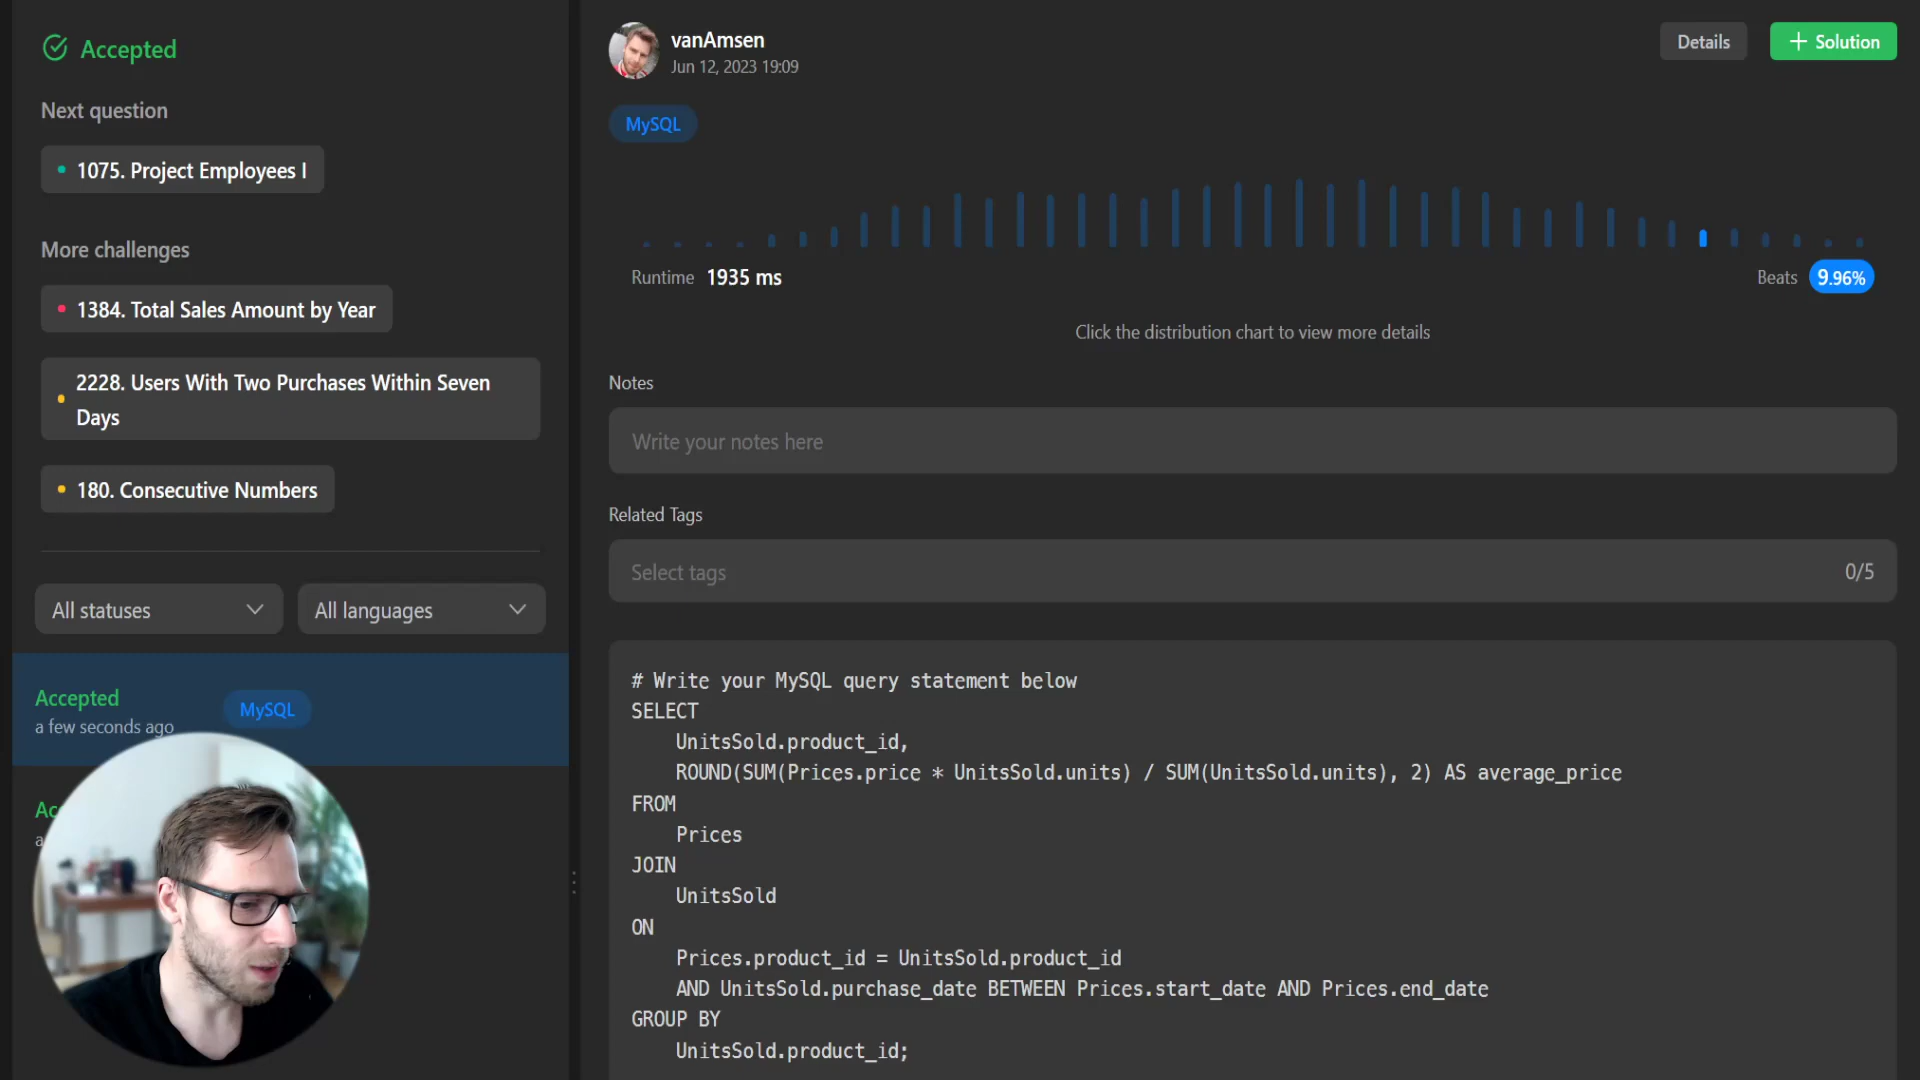 Accepted
Next question
1075. Project Employees I
More challenges
1384. Total Sales Amount by Year
2228. Users With Two Purchases Within Seven
Days
180. Consecutive Numbers
All statuses
All languages
Accepted
MySQL
a few seconds ago
Ac
a
vanAmsen
Jun 12, 2023 19:09
Details
+ Solution
MySQL
Runtime 1935 ms
Beats 9.96%
Click the distribution chart to view more details
Notes
Write your notes here
Related Tags
Select tags
0/5
# Write your MySQL query statement below
SELECT
UnitsSold.product_id,
ROUND(SUM(Prices.price * UnitsSold.units) / SUM(UnitsSold.units), 2) AS average_price
FROM
Prices
JOIN
UnitsSold
ON
Prices.product_id = UnitsSold.product_id
AND UnitsSold.purchase_date BETWEEN Prices.start_date AND Prices.end_date
GROUP BY
UnitsSold.product_id;